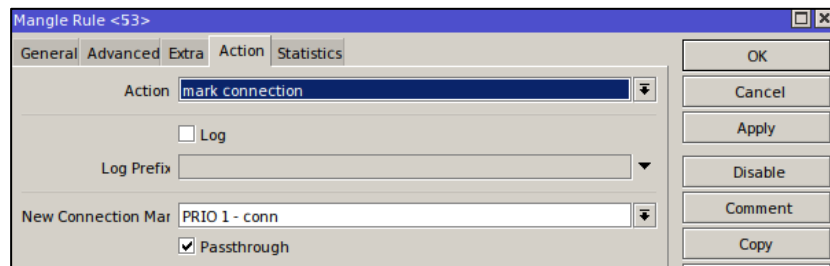 Mangle Rule <53>
General Advanced Extra Action Statistics
OK
Action mark connection
Cancel
Log
Apply
Log Prefix
Disable
New Connection Mar PRIO 1 - conn
Comment
Passthrough
Copy